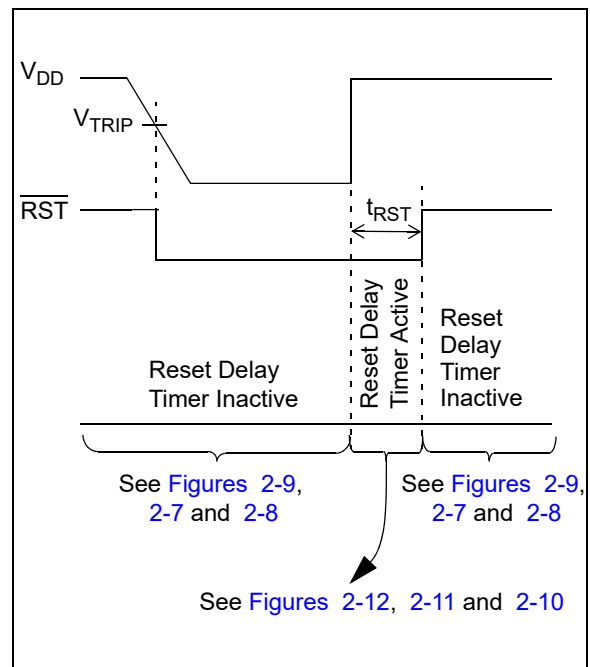 VDD
VTRIP
RST
tRST
Reset Delay
Timer Inactive
Reset Delay
Timer Active
Reset
Delay
Timer
Inactive
See Figures 2-9,
2-7 and 2-8
See Figures 2-9,
2-7 and 2-8
See Figures 2-12, 2-11 and 2-10